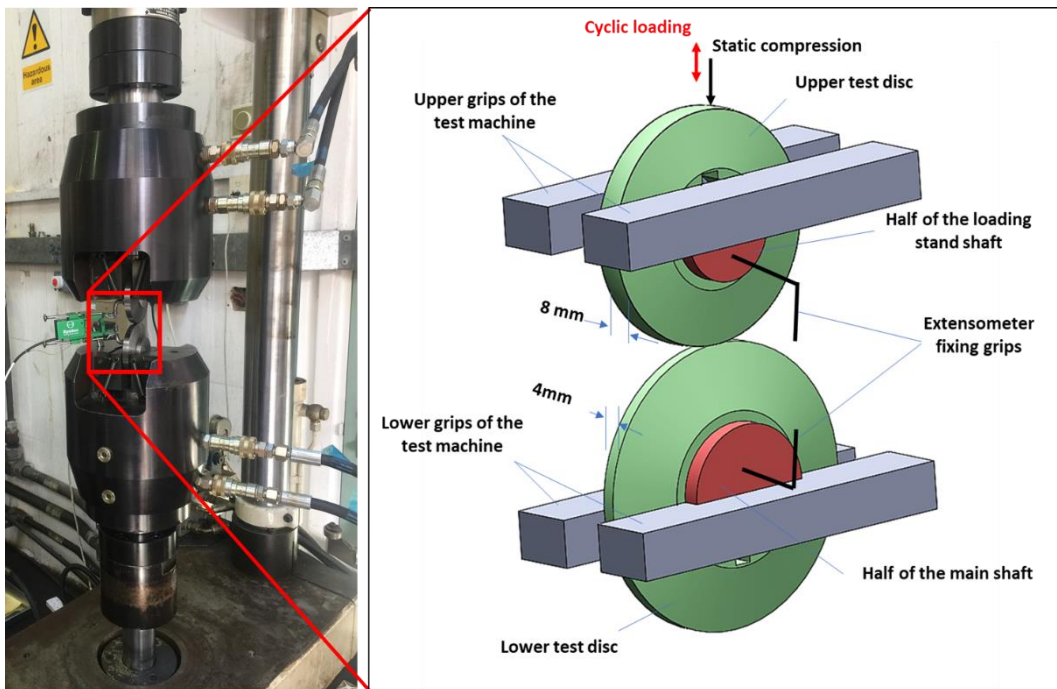 Hazardous
area
Cyclic loading
Static compression
Upper grips of the
test machine
Upper test disc
Half of the loading
stand shaft
8 mm
Extensometer
fixing grips
4mm
Lower grips of the
test machine
Half of the main shaft
Lower test disc